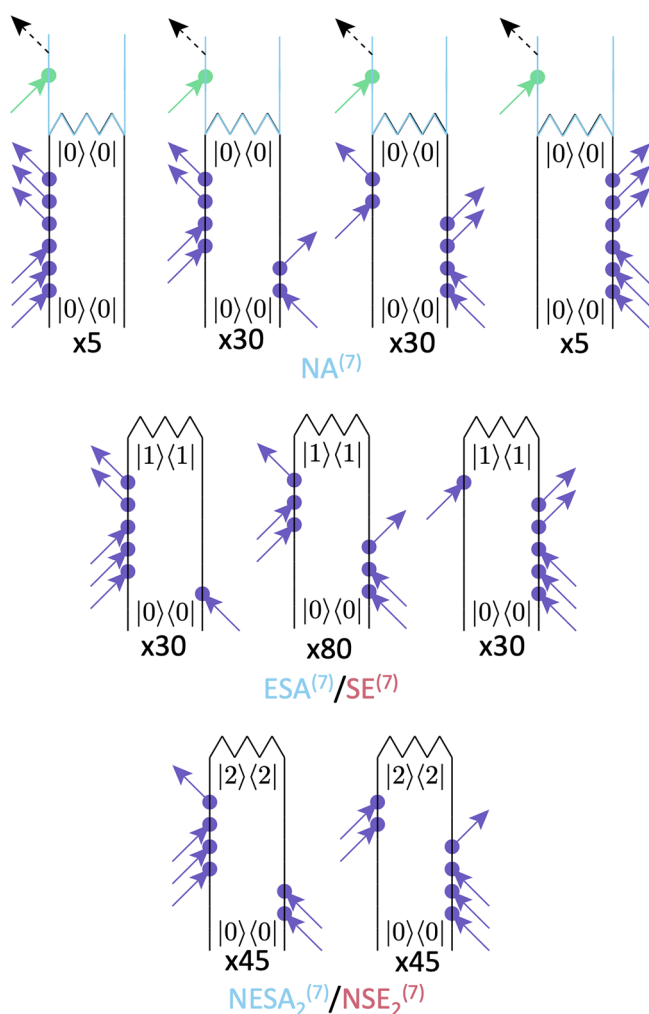 |0⟩⟨0| |0⟩⟨0| |0⟩⟨0| |0⟩⟨0|
|0⟩⟨0| |0⟩⟨0| |0⟩⟨0| |0⟩⟨0|
x5 x30 x30 x5
NA⁽⁷⁾
|1⟩⟨1| |1⟩⟨1| |1⟩⟨1|
|0⟩⟨0| |0⟩⟨0| |0⟩⟨0|
x30 x80 x30
ESA⁽⁷⁾/SE⁽⁷⁾
|2⟩⟨2| |2⟩⟨2|
|0⟩⟨0| |0⟩⟨0|
x45 x45
NESA₂⁽⁷⁾/NSE₂⁽⁷⁾